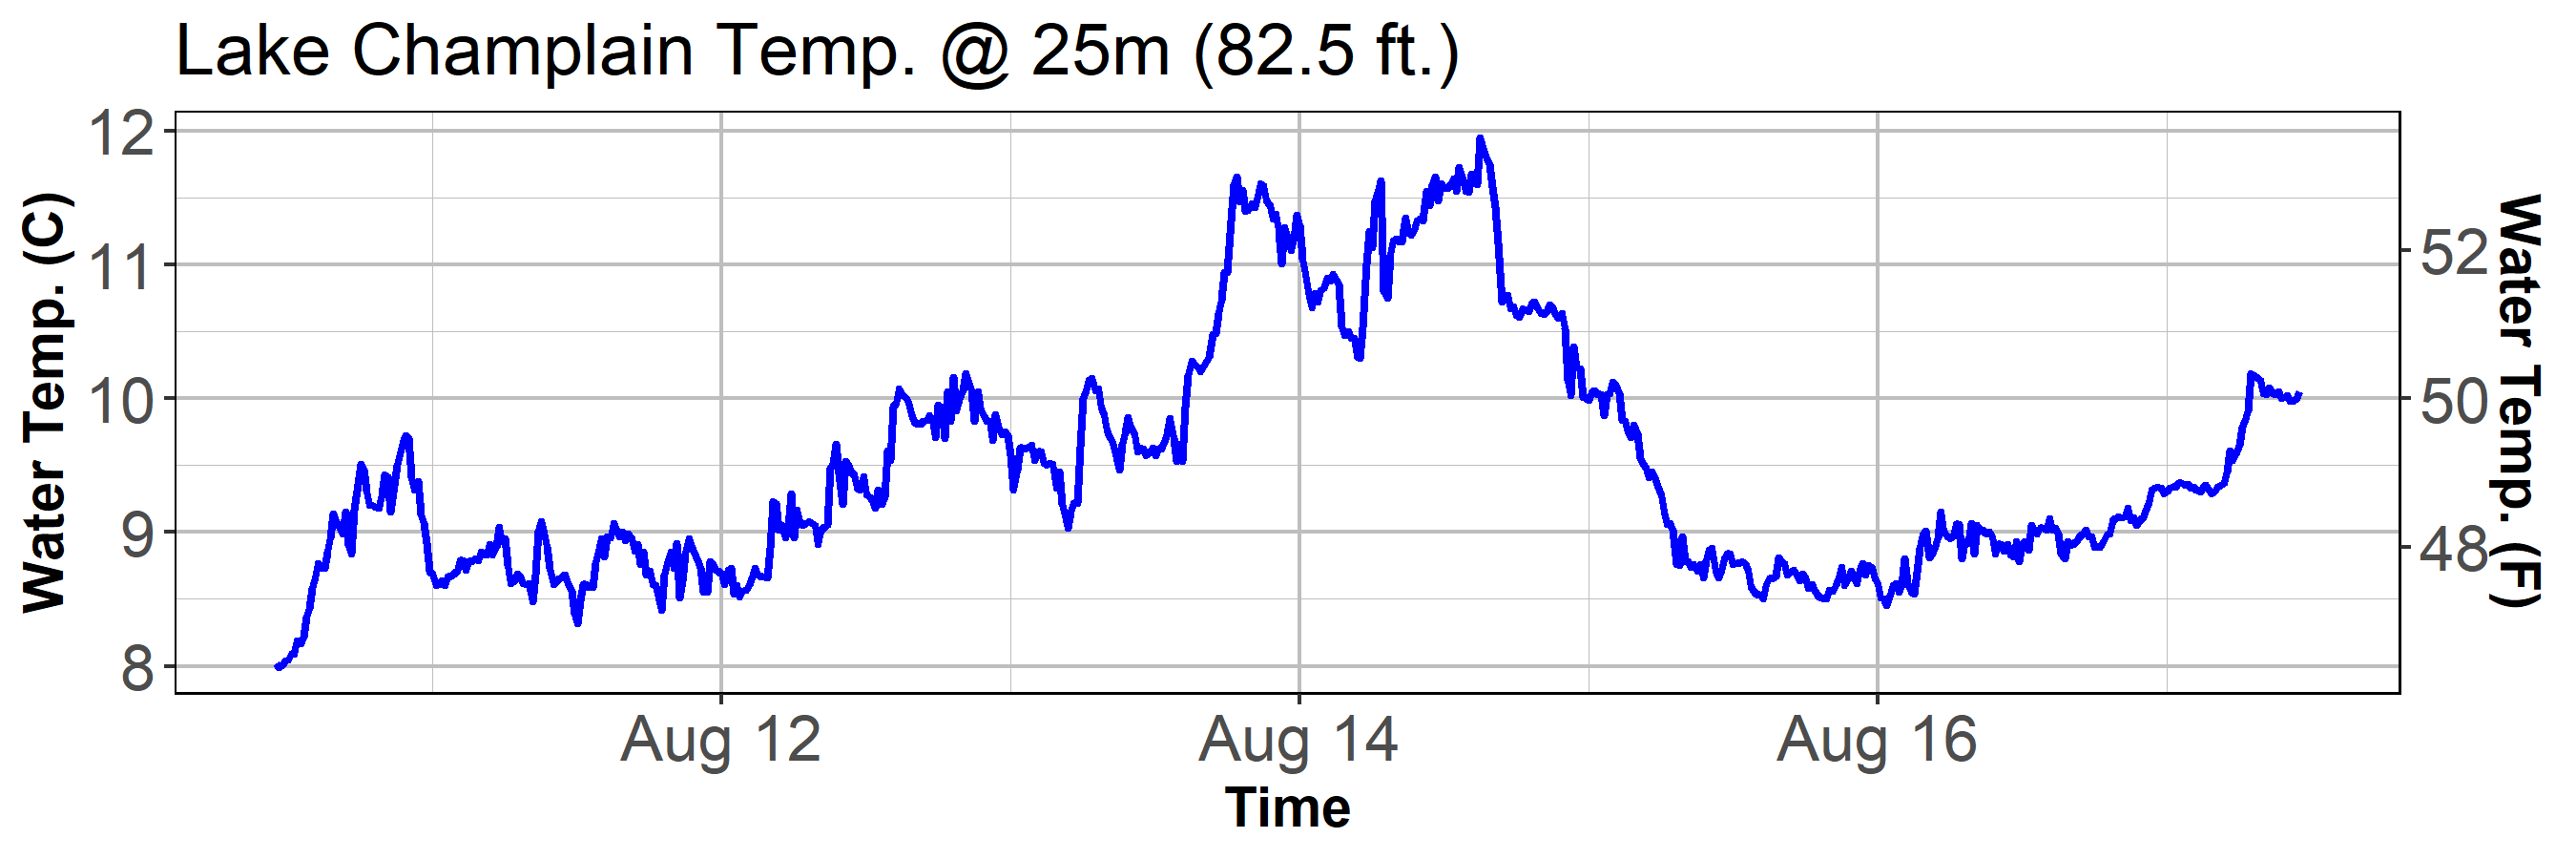 Lake Champlain Temp. @ 25m (82.5 ft.)
Water Temp. (C)
12
11
10
9
8
52
50
48
Water Temp. (F)
Aug 12
Aug 14
Aug 16
Time